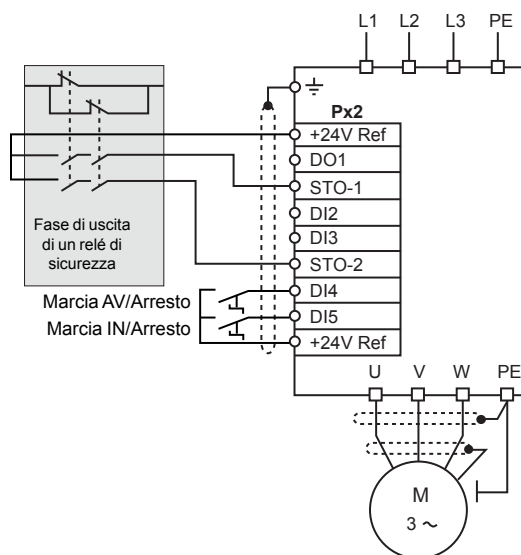 L1 L2 L3 PE
Px2
+24V Ref
DO1
STO-1
DI2
DI3
STO-2
DI4
DI5
+24V Ref
Fase di uscita
di un relé di
sicurezza
Marcia AV/Arresto
Marcia IN/Arresto
U V W PE
M
3 ~